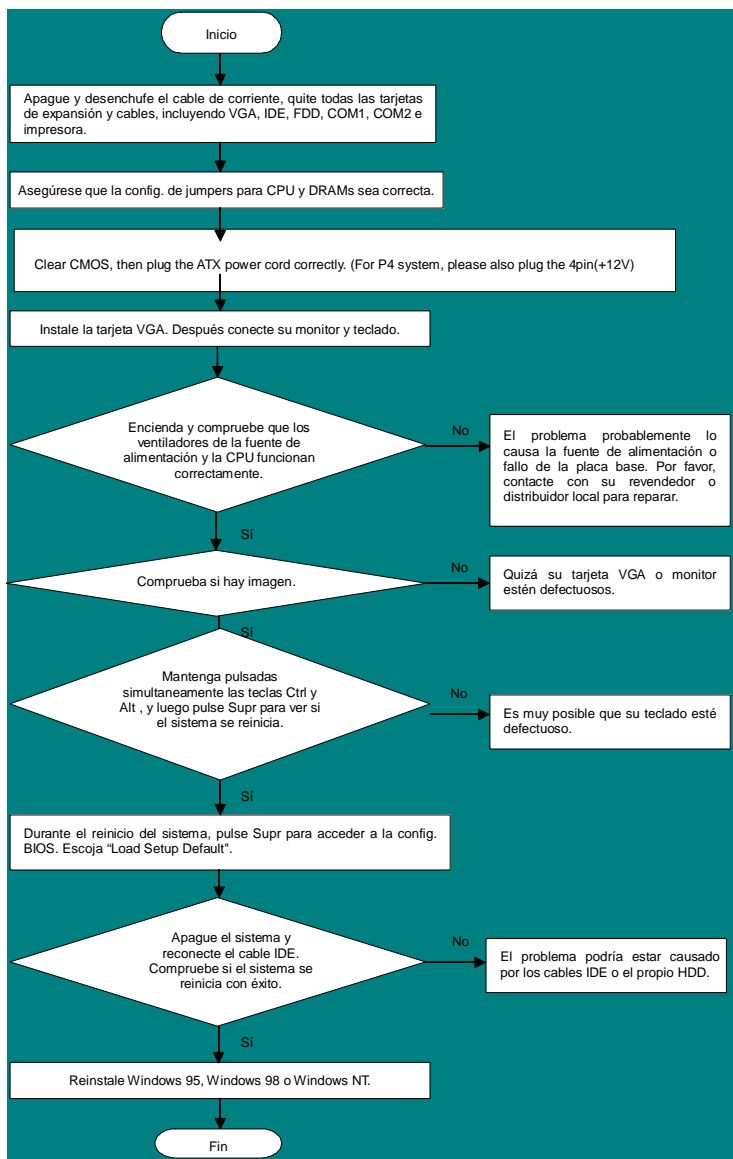 Inicio
Apague y desenchufe el cable de corriente, quite todas las tarjetas
de expansión y cables, incluyendo VGA, IDE, FDD, COM1, COM2 e
impresora.
Asegúrese que la config. de jumpers para CPU y DRAMs sea correcta.
Clear CMOS, then plug the ATX power cord correctly. (For P4 system, please also plug the 4pin(+12V)
Instale la tarjeta VGA. Después conecte su monitor y teclado.
Encienda y compruebe que los
ventiladores de la fuente de
alimentación y la CPU funcionan
correctamente.
No
El problema probablemente lo
causa la fuente de alimentación o
fallo de la placa base. Por favor,
contacte con su revendedor o
distribuidor local para reparar.
Sí
Comprueba si hay imagen.
No
Quizá su tarjeta VGA o monitor
estén defectuosos.
Sí
Mantenga pulsadas
simultaneamente las teclas Ctrl y
Alt , y luego pulse Supr para ver si
el sistema se reinicia.
No
Es muy posible que su teclado esté
defectuoso.
Sí
Durante el reinicio del sistema, pulse Supr para acceder a la config.
BIOS. Escoja “Load Setup Default”.
Apague el sistema y
reconecte el cable IDE.
Compruebe si el sistema se
reinicia con éxito.
No
El problema podría estar causado
por los cables IDE o el propio HDD.
Sí
Reinstale Windows 95, Windows 98 o Windows NT.
Fin